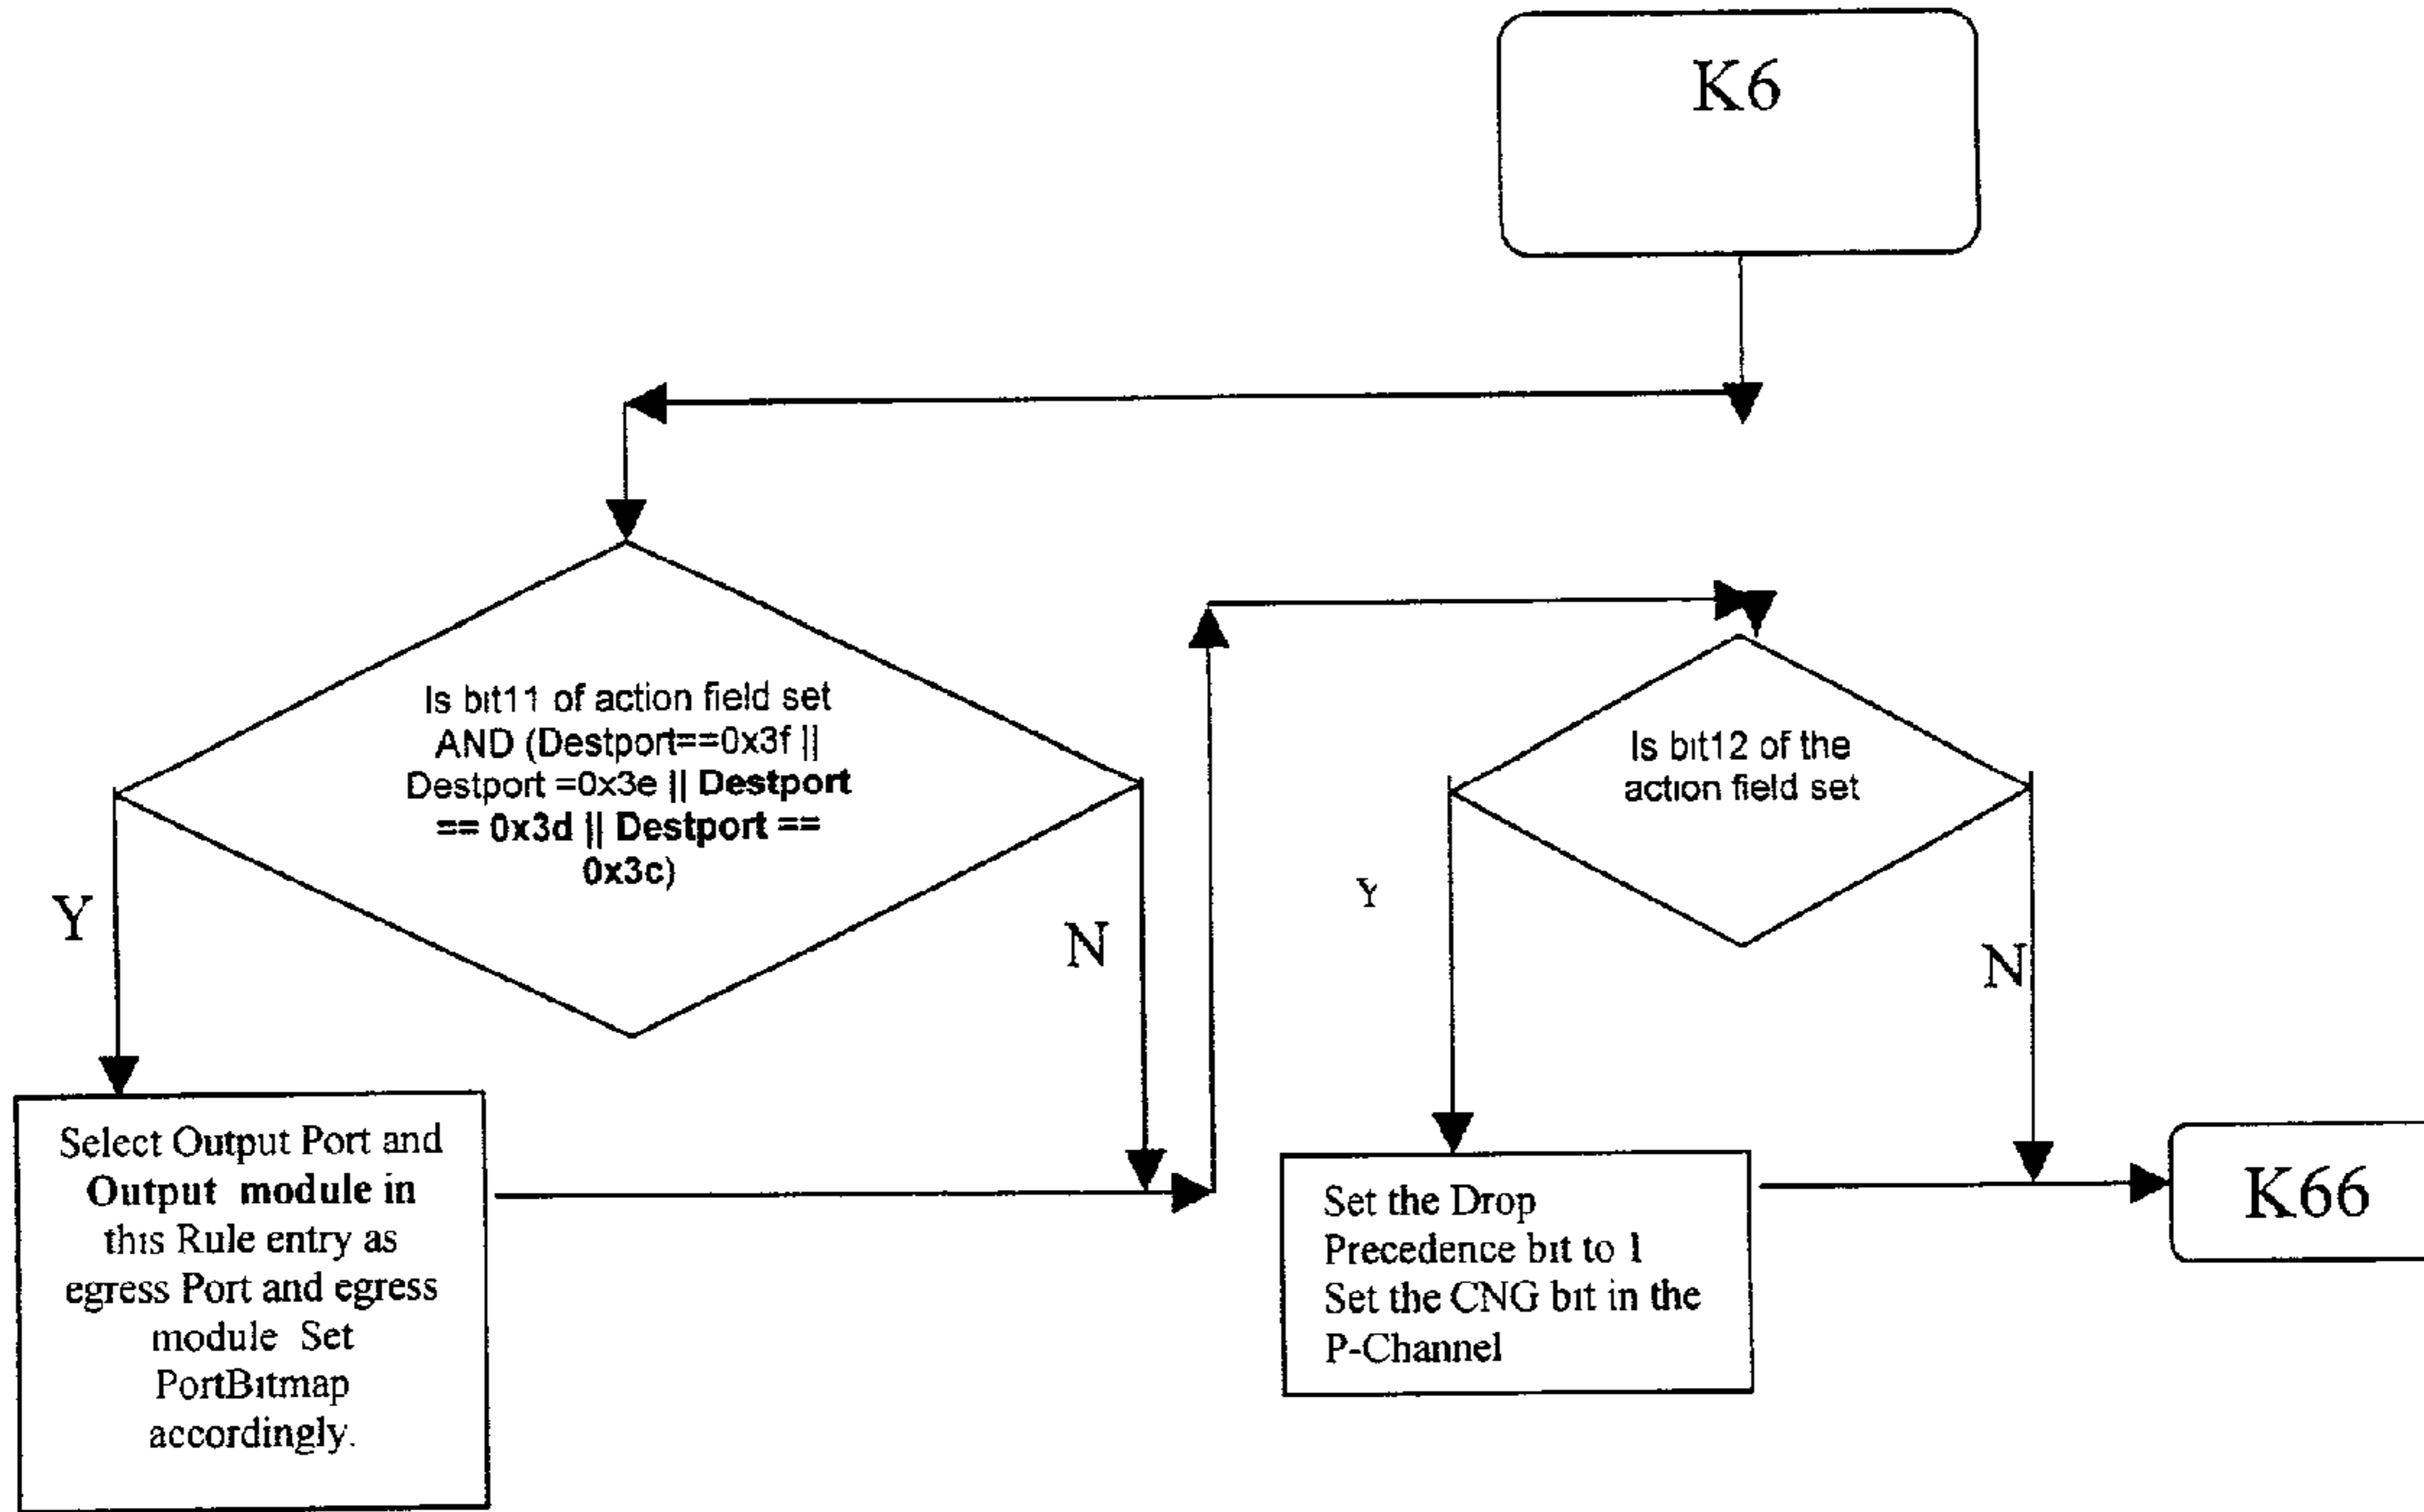 K6
Is bit11 of action field set
AND (Destport==0x3f ||
Destport =0x3e || Destport
== 0x3d || Destport ==
0x3c)
Y
N
Is bit12 of the
action field set
Y
N
Select Output Port and
Output module in
this Rule entry as
egress Port and egress
module Set
PortBitmap
accordingly.
Set the Drop
Precedence bit to 1
Set the CNG bit in the
P-Channel
K66